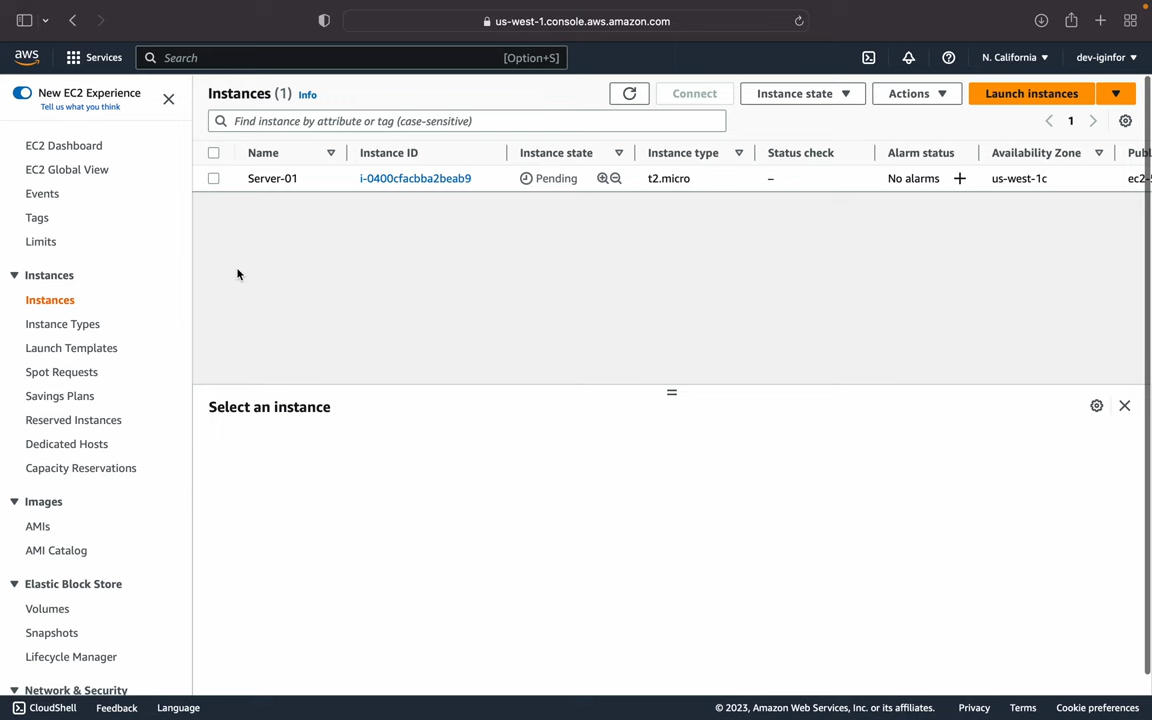 us-west-1.console.aws.amazon.com
aws Services Search [Option+S] N. California dev-iginfor
New EC2 Experience
Tell us what you think
EC2 Dashboard
EC2 Global View
Events
Tags
Limits
Instances
Instances
Instance Types
Launch Templates
Spot Requests
Savings Plans
Reserved Instances
Dedicated Hosts
Capacity Reservations
Images
AMIs
AMI Catalog
Elastic Block Store
Volumes
Snapshots
Lifecycle Manager
Network & Security
Instances (1) Info Connect Instance state Actions Launch instances
Find instance by attribute or tag (case-sensitive) 1
Name Instance ID Instance state Instance type Status check Alarm status Availability Zone Publ
Server-01 i-0400cfacbba2beab9 Pending t2.micro – No alarms + us-west-1c ec2-
Select an instance
CloudShell Feedback Language © 2023, Amazon Web Services, Inc. or its affiliates. Privacy Terms Cookie preferences